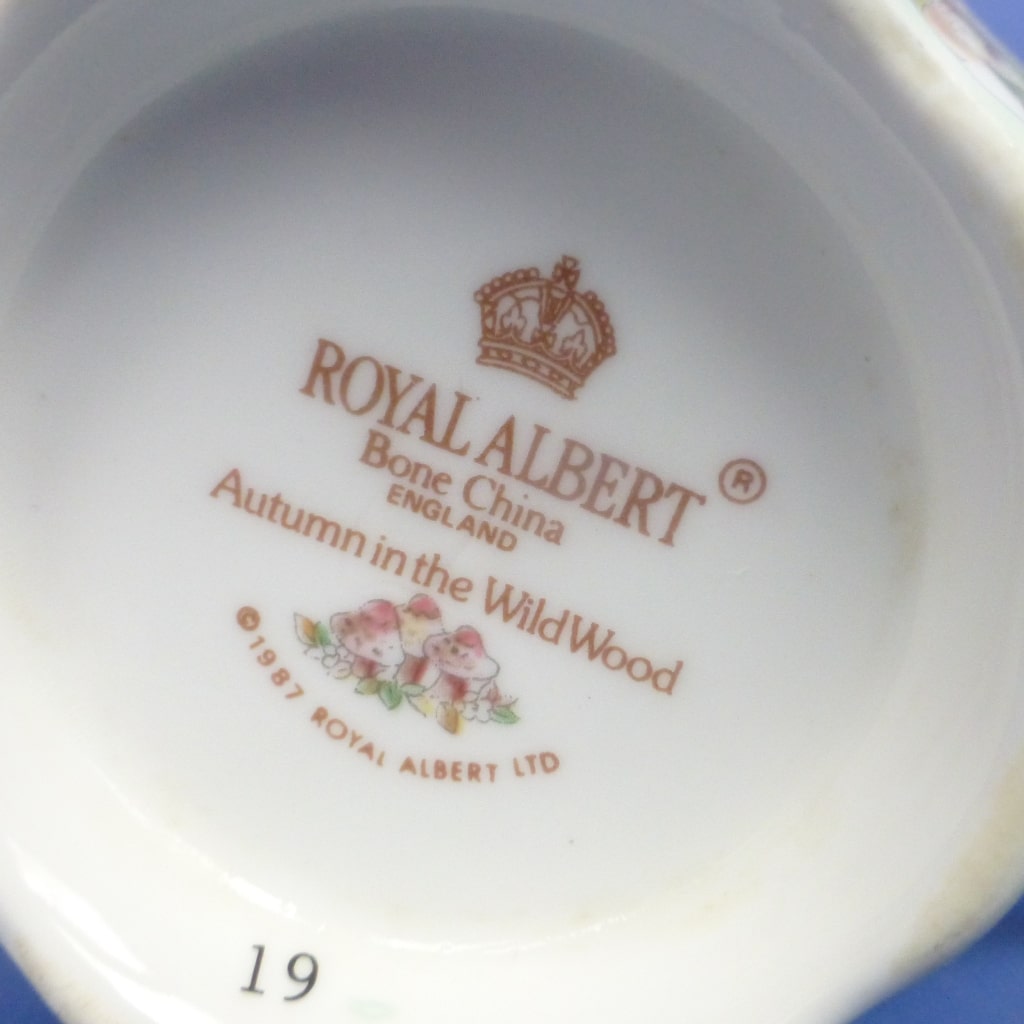 ROYAL ALBERT ®
Bone China
ENGLAND
Autumn in the WildWood
© 1987 ROYAL ALBERT LTD
19